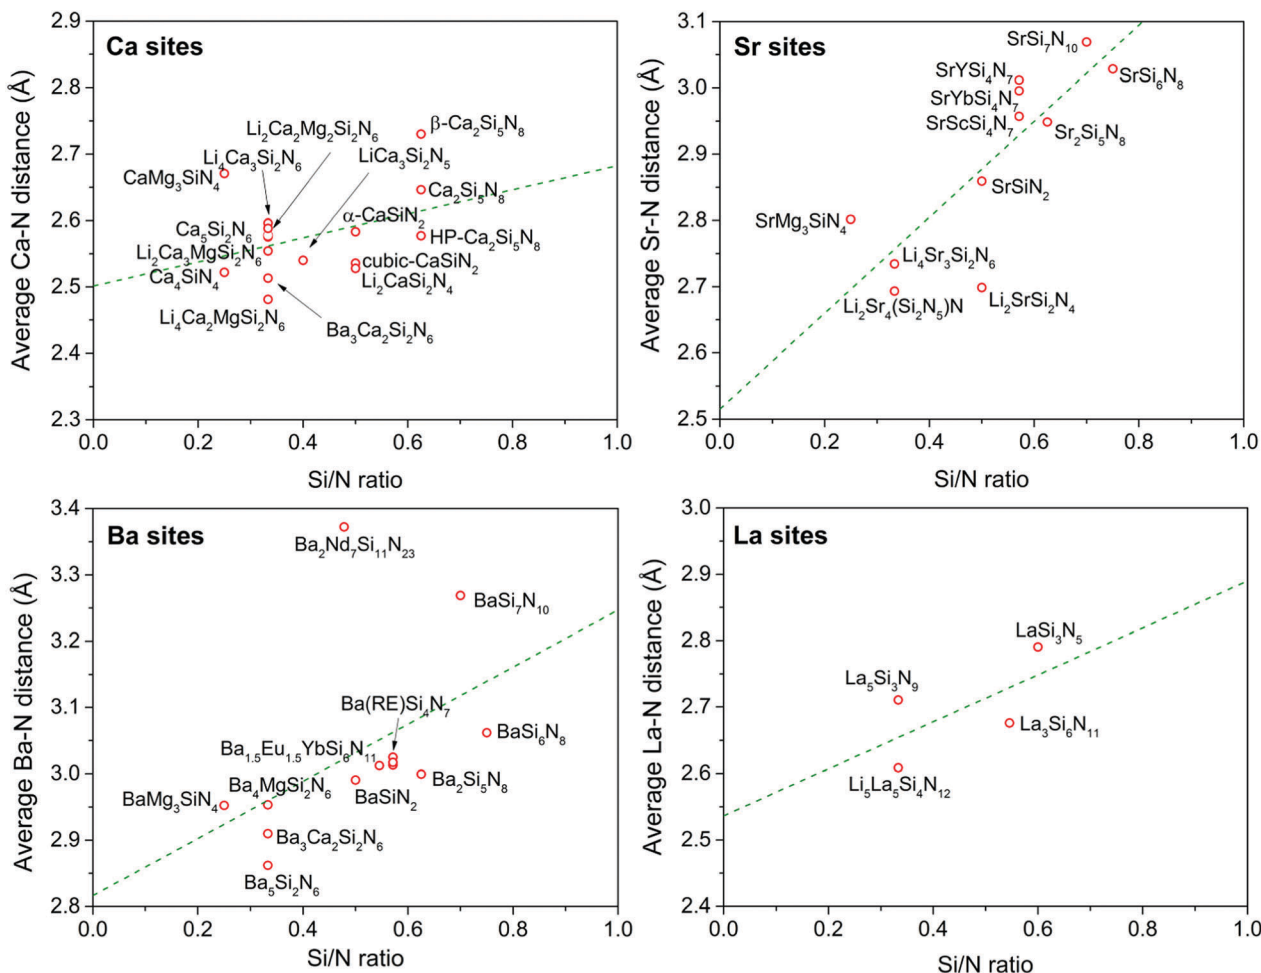 Ca sites
Average Ca-N distance (Å)
2.9
2.8
2.7
2.6
2.5
2.4
2.3
0.0 0.2 0.4 0.6 0.8 1.0
Si/N ratio
Li₂Ca₂Mg₂Si₂N₆
β-Ca₂Si₅N₈
Li₄Ca₃Si₂N₆
LiCa₃Si₂N₅
CaMg₃SiN₄
Ca₂Si₅N₈
α-CaSiN₂
Ca₅Si₂N₆
HP-Ca₂Si₅N₈
Li₂Ca₃MgSi₂N₆
cubic-CaSiN₂
Ca₄SiN₄
Li₂CaSi₂N₄
Li₄Ca₂MgSi₂N₆
Ba₃Ca₂Si₂N₆
Sr sites
Average Sr-N distance (Å)
3.1
3.0
2.9
2.8
2.7
2.6
2.5
0.0 0.2 0.4 0.6 0.8 1.0
Si/N ratio
SrSi₇N₁₀
SrYSi₄N₇
SrSi₆N₈
SrYbSi₄N₇
SrScSi₄N₇
Sr₂Si₅N₈
SrSiN₂
SrMg₃SiN₄
Li₄Sr₃Si₂N₆
Li₂Sr₄(Si₂N₅)N
Li₂SrSi₂N₄
Ba sites
Average Ba-N distance (Å)
3.4
3.3
3.2
3.1
3.0
2.9
2.8
0.0 0.2 0.4 0.6 0.8 1.0
Si/N ratio
Ba₂Nd₇Si₁₁N₂₃
BaSi₇N₁₀
Ba(RE)Si₄N₇
BaSi₆N₈
Ba₁.₅Eu₁.₅YbSi₆N₁₁
Ba₄MgSi₂N₆
Ba₂Si₅N₈
BaMg₃SiN₄
BaSiN₂
Ba₃Ca₂Si₂N₆
Ba₅Si₂N₆
La sites
Average La-N distance (Å)
3.0
2.9
2.8
2.7
2.6
2.5
2.4
0.0 0.2 0.4 0.6 0.8 1.0
Si/N ratio
LaSi₃N₅
La₅Si₃N₉
La₃Si₆N₁₁
Li₅La₅Si₄N₁₂